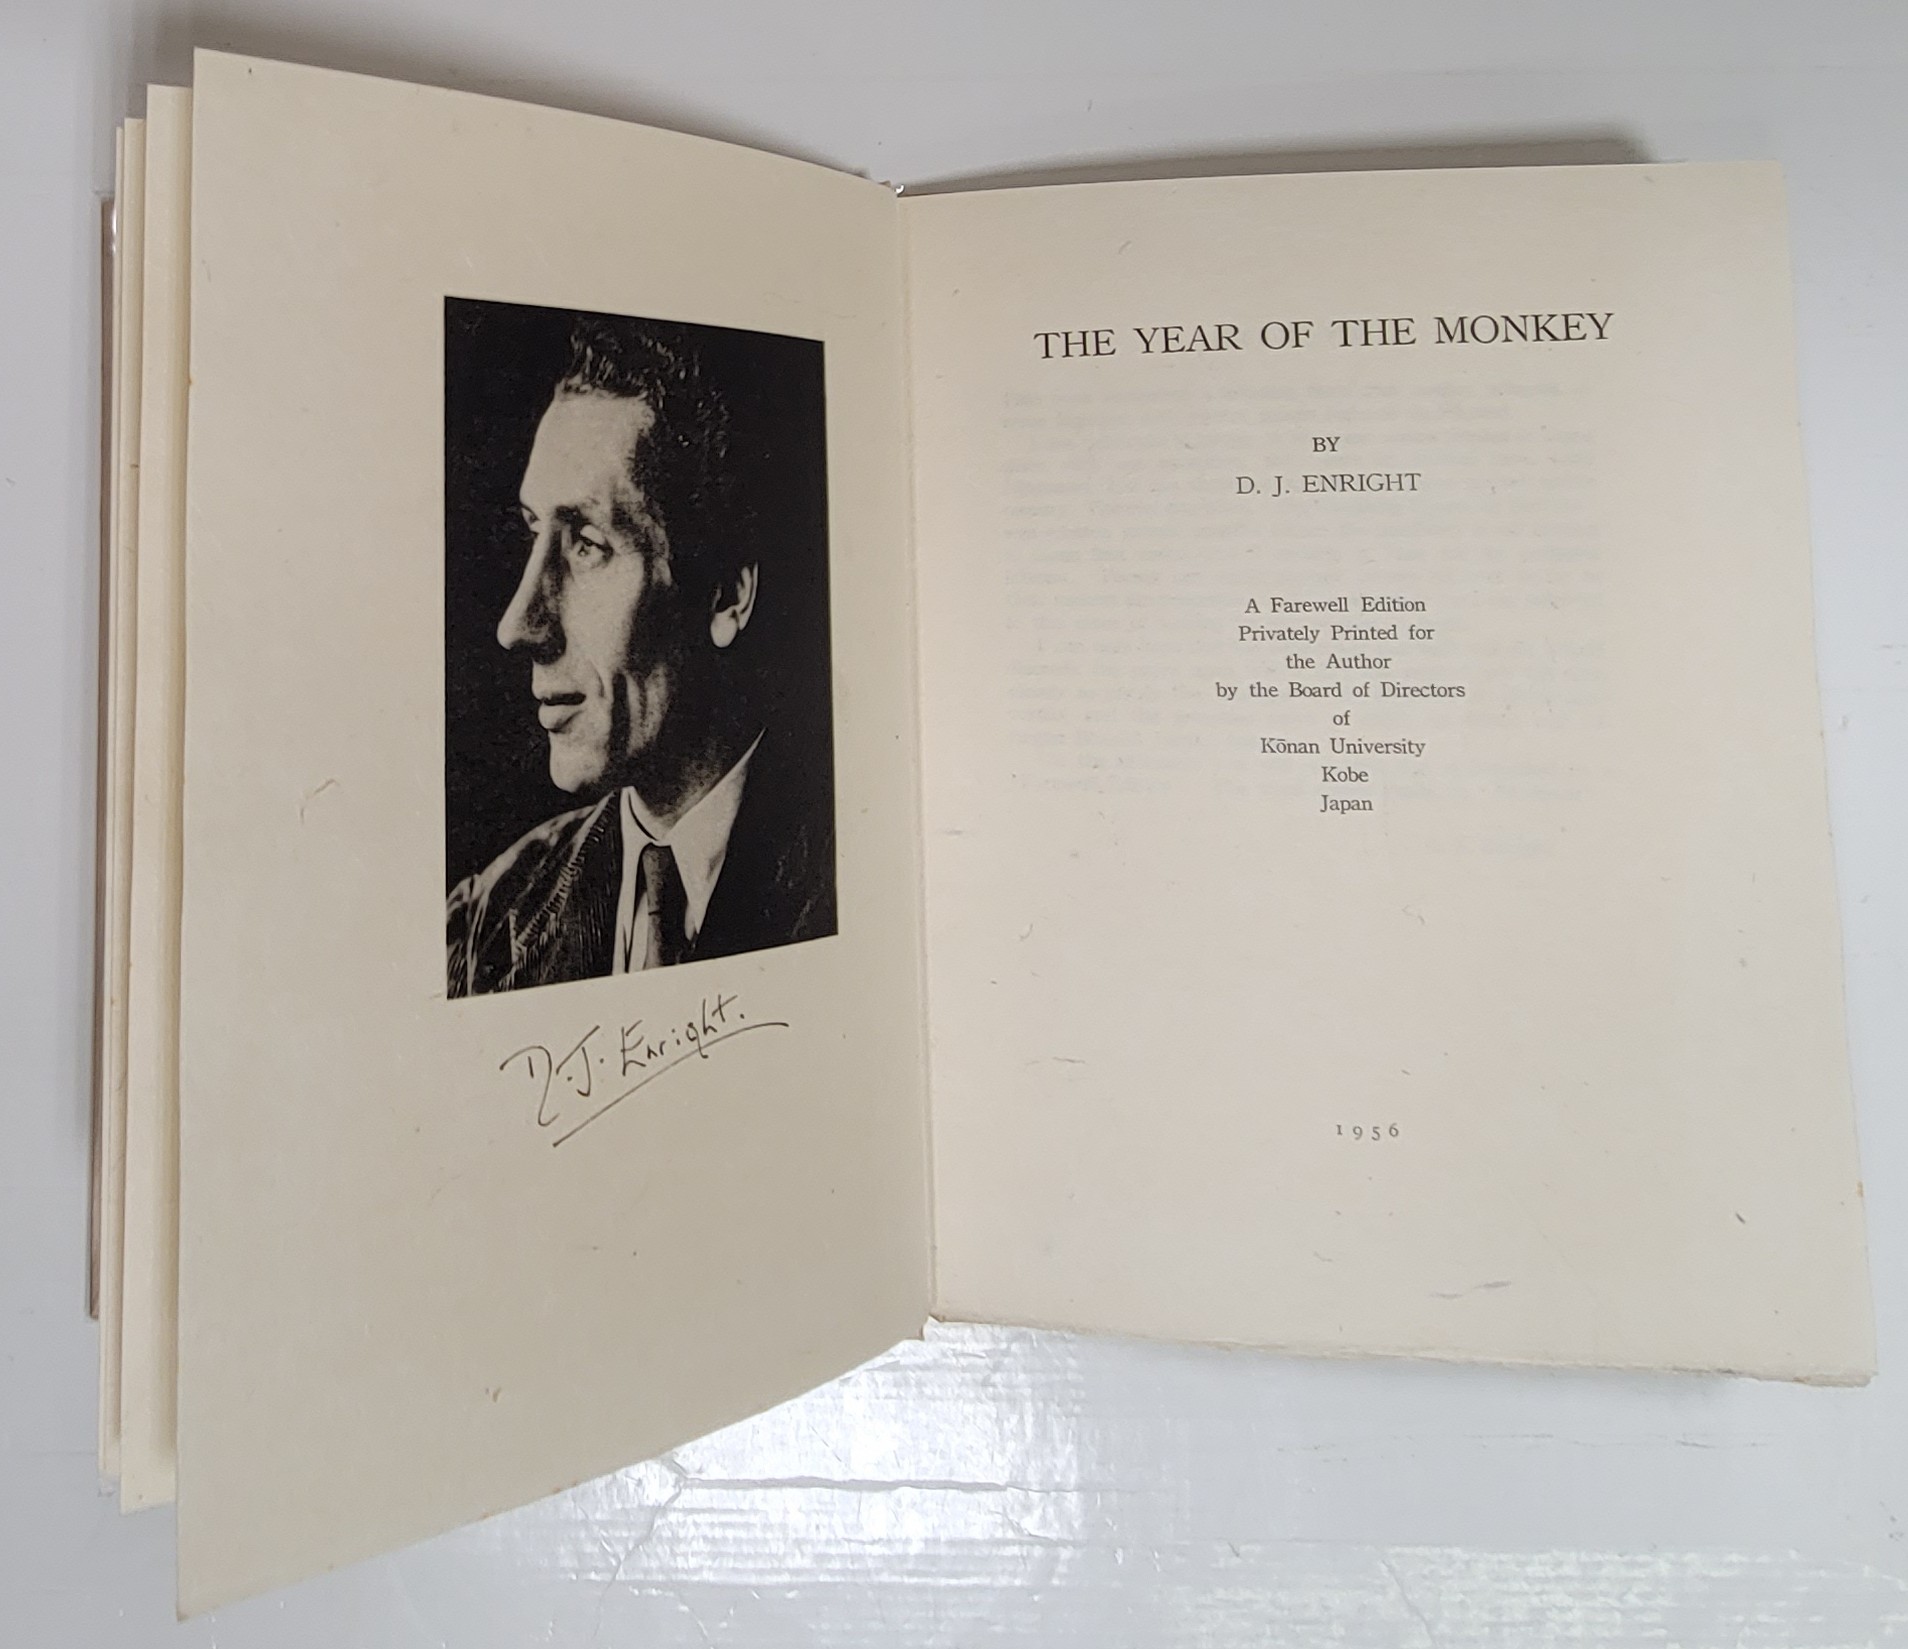 D. J. Enright.
THE YEAR OF THE MONKEY
BY
D. J. ENRIGHT
A Farewell Edition
Privately Printed for
the Author
by the Board of Directors
of
Kōnan University
Kobe
Japan
1956